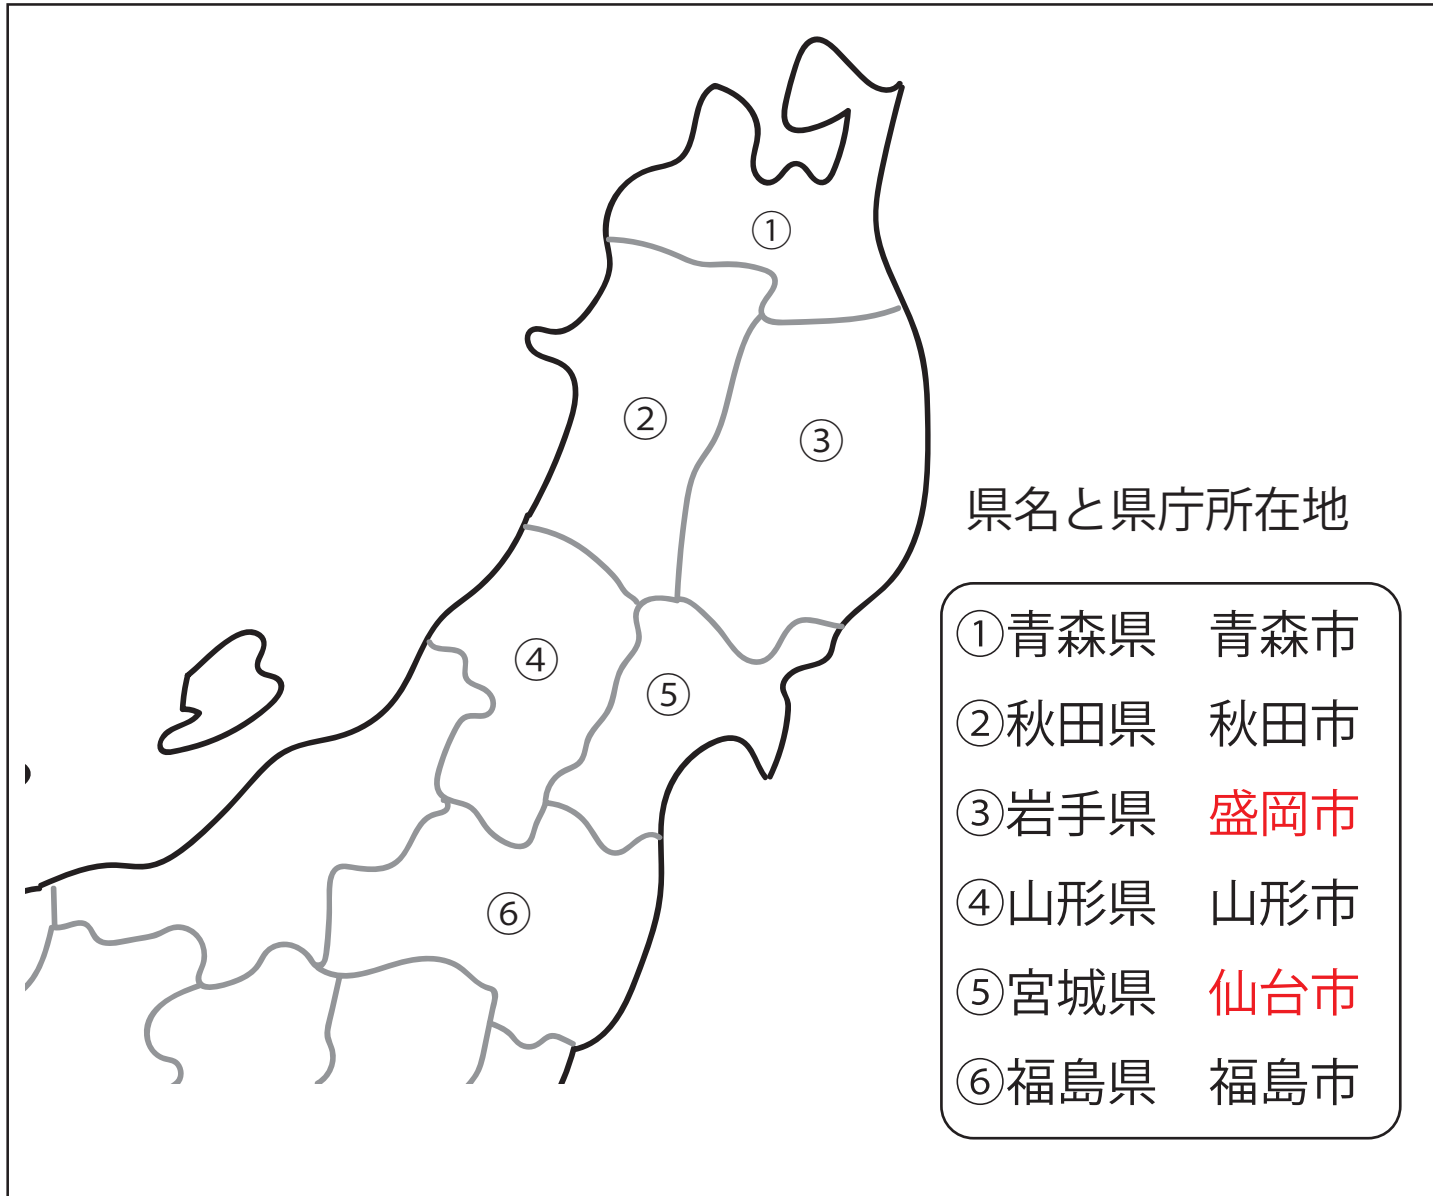 ①
②
③
④
⑤
⑥
県名と県庁所在地
①青森県 青森市
②秋田県 秋田市
③岩手県 盛岡市
④山形県 山形市
⑤宮城県 仙台市
⑥福島県 福島市